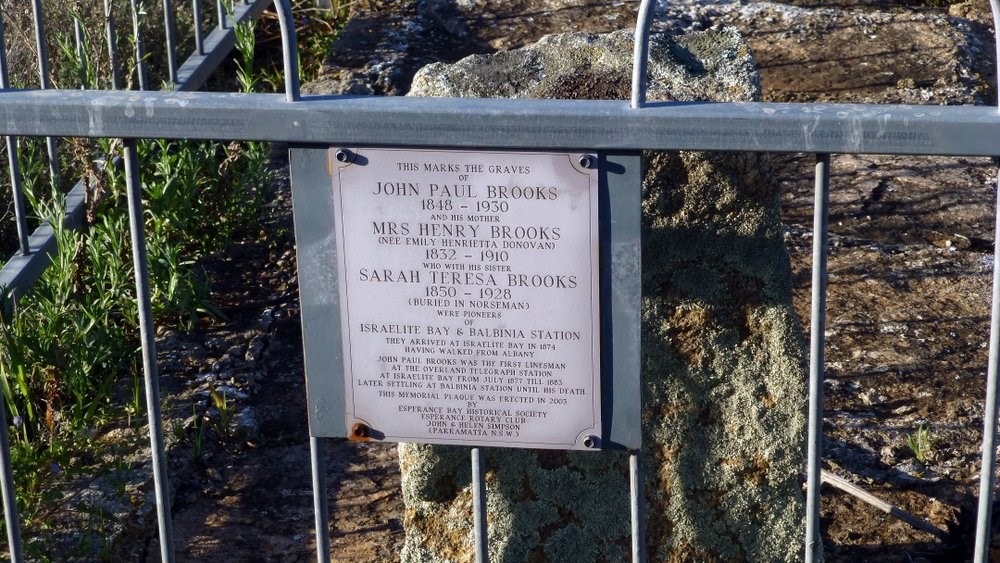 THIS MARKS THE GRAVES
OF
JOHN PAUL BROOKS
1848 - 1930
AND HIS MOTHER
MRS HENRY BROOKS
(NEE EMILY HENRIETTA DONOVAN)
1832 - 1910
WHO WITH HIS SISTER
SARAH TERESA BROOKS
1850 - 1928
(BURIED IN NORSEMAN)
WERE PIONEERS
OF
ISRAELITE BAY & BALBINIA STATION
THEY ARRIVED AT ISRAELITE BAY IN 1874
HAVING WALKED FROM ALBANY
JOHN PAUL BROOKS WAS THE FIRST LINESMAN
AT THE OVERLAND TELEGRAPH STATION
AT ISRAELITE BAY FROM JULY 1877 TILL 1883
LATER SETTLING AT BALBINIA STATION UNTIL HIS DEATH
THIS MEMORIAL PLAQUE WAS ERECTED IN 2003
BY
ESPERANCE BAY HISTORICAL SOCIETY
ESPERANCE ROTARY CLUB
JOHN & HELEN SIMPSON
(PARRAMATTA N.S.W.)